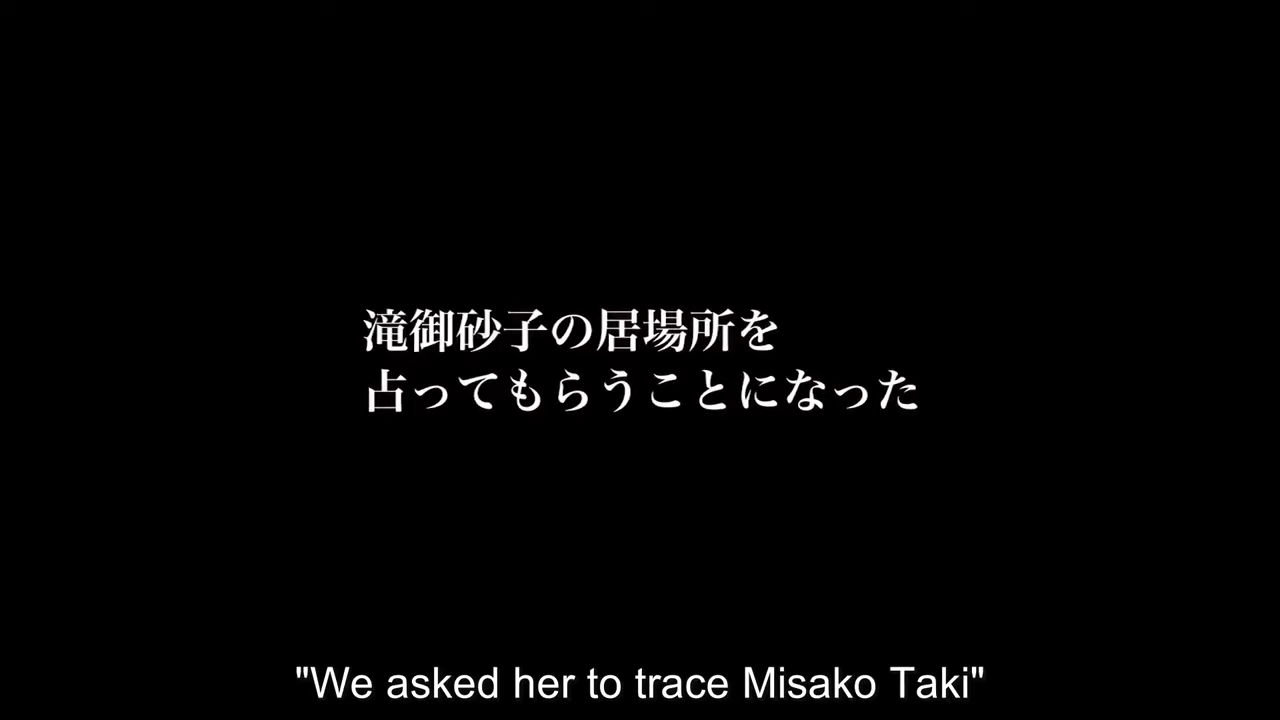 滝御砂子の居場所を
占ってもらうことになった
"We asked her to trace Misako Taki"